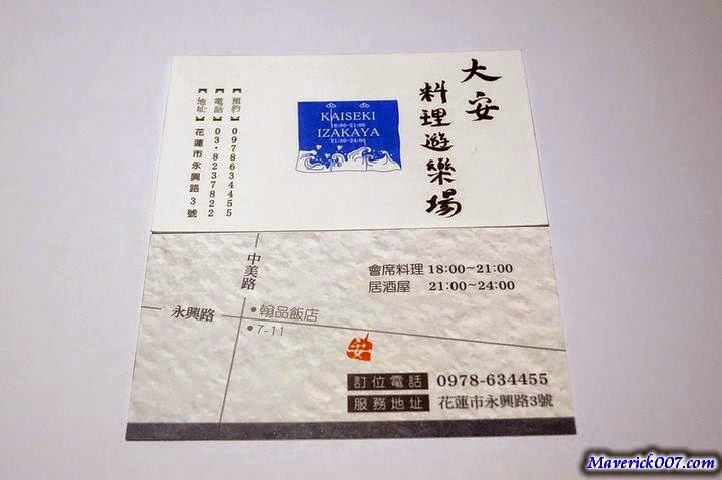 大安
料理遊樂場
KAISEKI
18:00~21:00
IZAKAYA
21:30~24:00
【預約】0978634455
【電話】03·8237822
【地址】花蓮市永興路3號
中美路
永興路
翰品飯店
7-11
會席料理 18:00~21:00
居酒屋 21:00~24:00
安
訂位電話 0978-634455
服務地址 花蓮市永興路3號
Maverick007.com